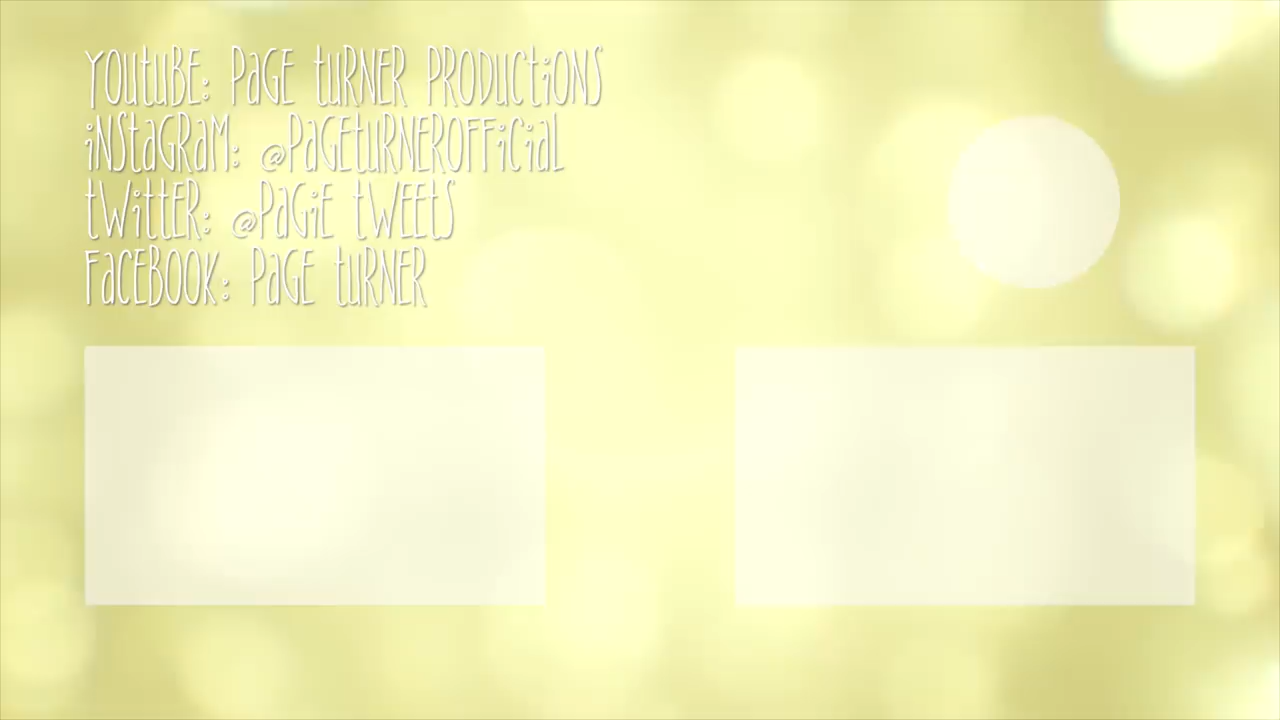 YOUtUBE: PaGE tURNER PRODUCtiONS
iNStaGRaM: @PaGEtURNEROFFiCiaL
tWittER: @PaGiE tWEEtS
FaCEBOOK: PaGE tURNER